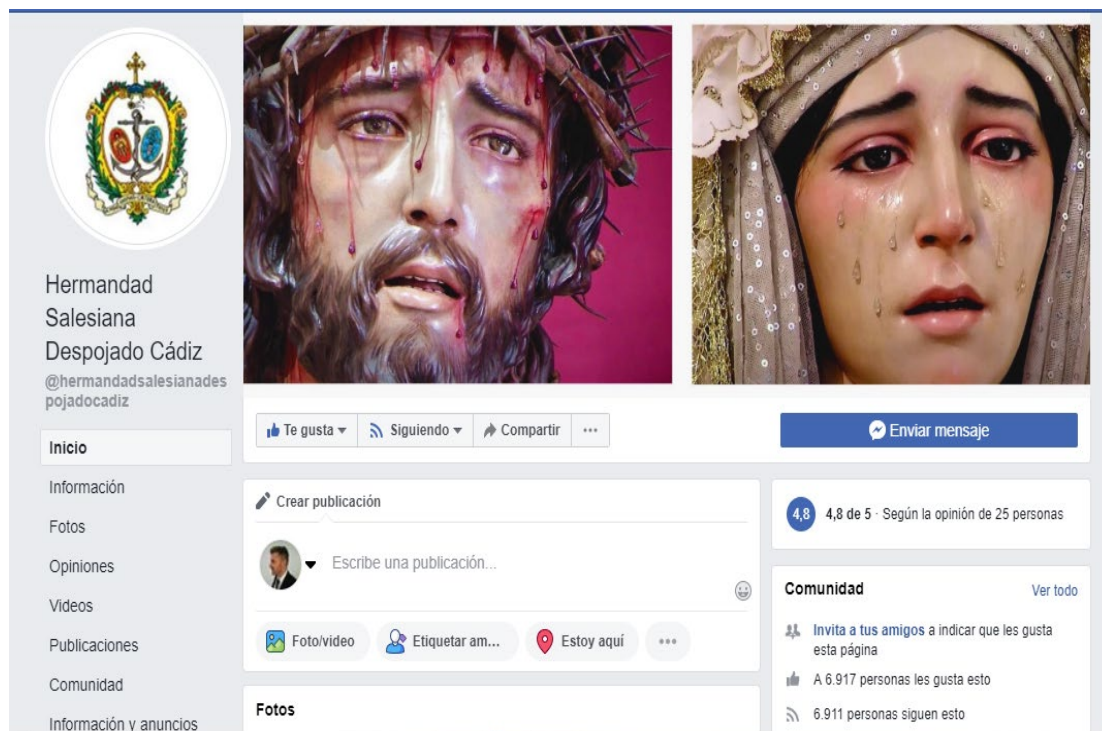 Hermandad
Salesiana
Despojado Cádiz
@hermandadsalesianades
pojadocadiz
Inicio
Información
Fotos
Opiniones
Videos
Publicaciones
Comunidad
Información y anuncios
Te gusta
Siguiendo
Compartir
...
Enviar mensaje
Crear publicación
Escribe una publicación...
Foto/video
Etiquetar am...
Estoy aquí
Fotos
4,8
4,8 de 5 · Según la opinión de 25 personas
Comunidad
Ver todo
Invita a tus amigos a indicar que les gusta
esta página
A 6.917 personas les gusta esto
6.911 personas siguen esto